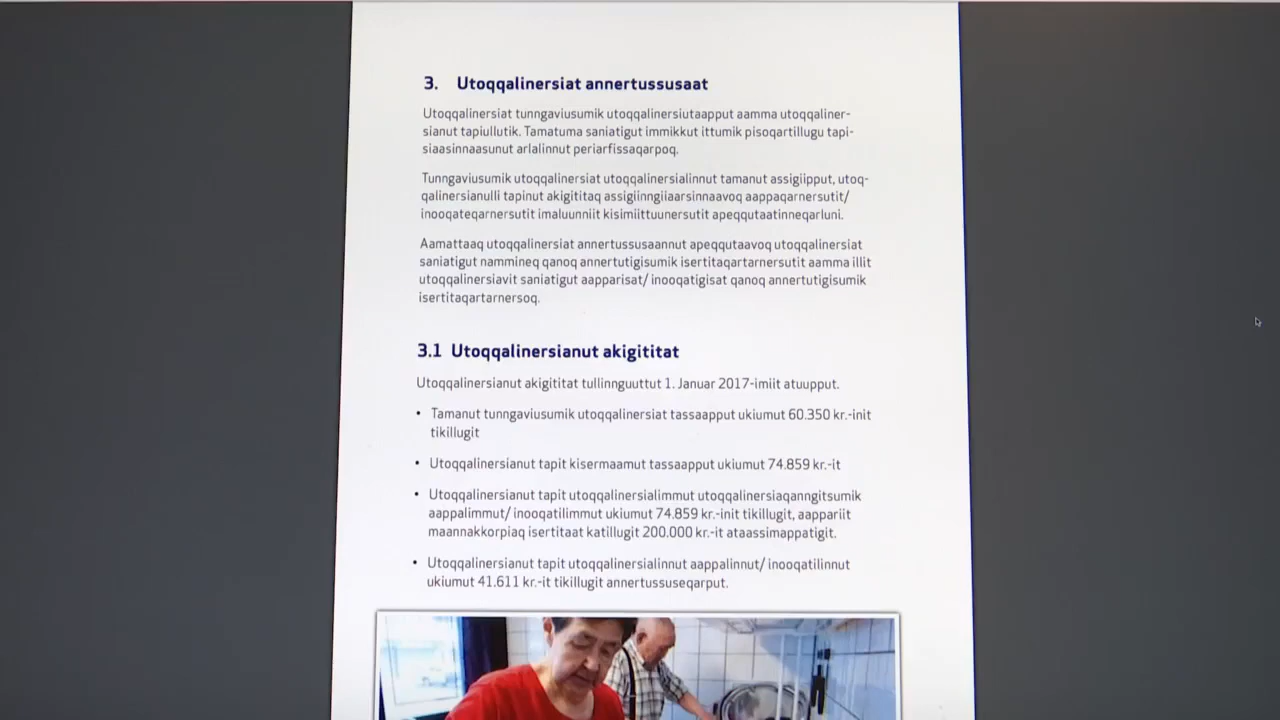 3. Utoqqalinersiat annertussusaat
Utoqqalinersiat tunngaviusumik utoqqalinersiutaapput aamma utoqqaliner-
sianut tapiullutik. Tamatuma saniatigut immikkut ittumik pisoqartillugu tapi-
siaasinnaasunut arlalinnut periarfissaqarpoq.
Tunngaviusumik utoqqalinersiat utoqqalinersialinnut tamanut assigiipput, utoq-
qalinersianulli tapinut akigititaq assigiinngiiaarsinnaavoq aappaqarnersutit/
inooqateqarnersutit imaluunniit kisimiittuunersutit apeqqutaatinneqarluni.
Aamattaaq utoqqalinersiat annertussusaannut apeqqutaavoq utoqqalinersiat
saniatigut nammineq qanoq annertutigisumik isertitaqartarnersutit aamma illit
utoqqalinersiavit saniatigut aapparisat/ inooqatigisat qanoq annertutigisumik
isertitaqartarnersoq.
3.1 Utoqqalinersianut akigititat
Utoqqalinersianut akigititat tullinnguuttut 1. Januar 2017-imiit atuupput.
• Tamanut tunngaviusumik utoqqalinersiat tassaapput ukiumut 60.350 kr.-init
tikillugit
• Utoqqalinersianut tapit kisermaamut tassaapput ukiumut 74.859 kr.-it
• Utoqqalinersianut tapit utoqqalinersialimmut utoqqalinersiaqanngitsumik
aappalimmut/ inooqatilimmut ukiumut 74.859 kr.-init tikillugit, aappariit
maannakkorpiaq isertitaat katillugit 200.000 kr.-it ataassimappatigit.
• Utoqqalinersianut tapit utoqqalinersialinnut aappalinnut/ inooqatilinnut
ukiumut 41.611 kr.-it tikillugit annertussuseqarput.